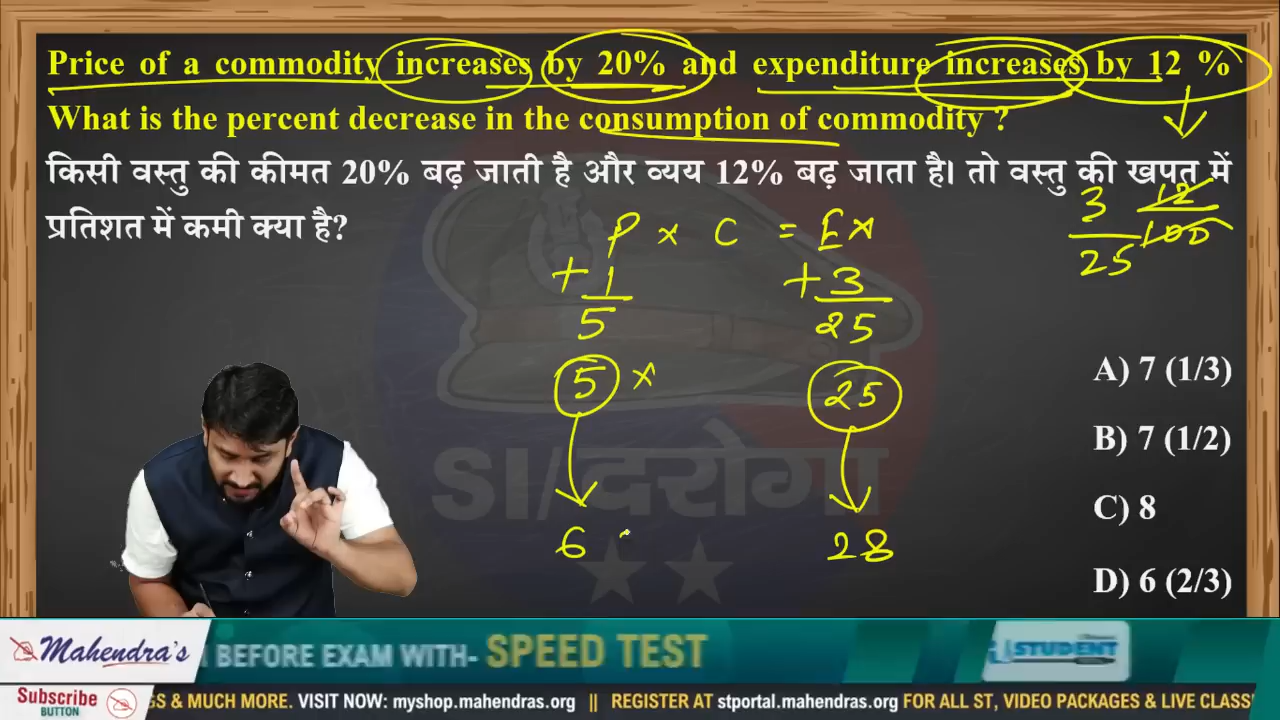 Price of a commodity increases by 20% and expenditure increases by 12 %
What is the percent decrease in the consumption of commodity ?
किसी वस्तु की कीमत 20% बढ़ जाती है और व्यय 12% बढ़ जाता है। तो वस्तु की खपत में
प्रतिशत में कमी क्या है?
3 12
25 100
P × C = Ex
+1 +3
5 25
5 × 25
6 28
A) 7 (1/3)
B) 7 (1/2)
C) 8
D) 6 (2/3)
SI/दरोगा
Mahendra's
BEFORE EXAM WITH- SPEED TEST
STUDENT
Subscribe
BUTTON
GS & MUCH MORE. VISIT NOW: myshop.mahendras.org || REGISTER AT stportal.mahendras.org FOR ALL ST, VIDEO PACKAGES & LIVE CLASS